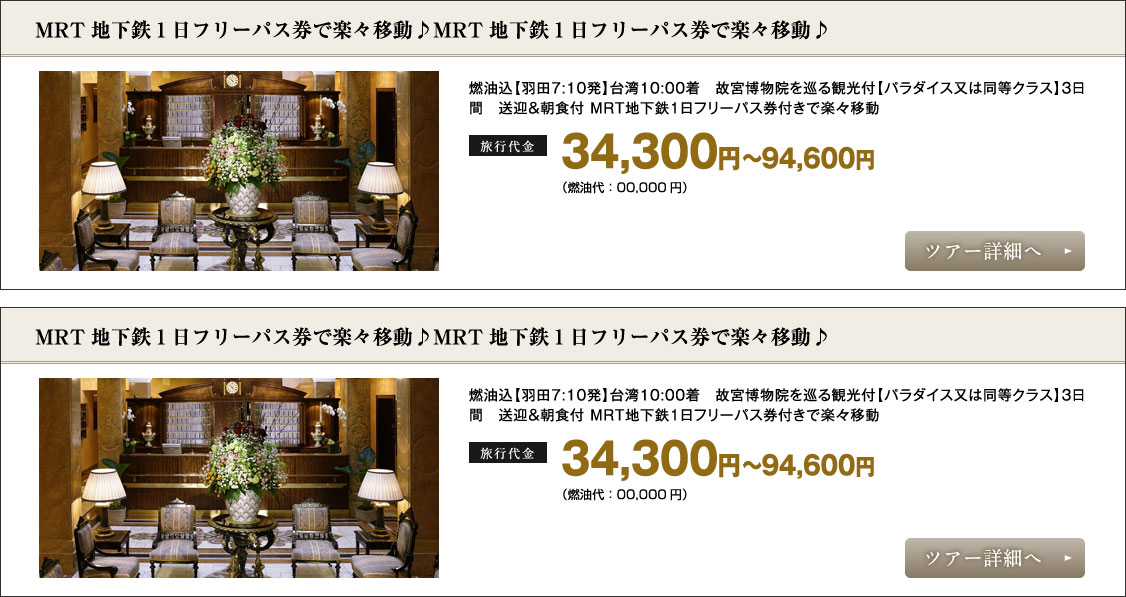 MRT 地下鉄１日フリーパス券で楽々移動♪MRT 地下鉄１日フリーパス券で楽々移動♪
燃油込【羽田7:10発】台湾10:00着　故宮博物院を巡る観光付【パラダイス又は同等クラス】3日
間　送迎&朝食付 MRT地下鉄1日フリーパス券付きで楽々移動
旅行代金 34,300円～94,600円
（燃油代：00,000 円）
ツアー詳細へ
MRT 地下鉄１日フリーパス券で楽々移動♪MRT 地下鉄１日フリーパス券で楽々移動♪
燃油込【羽田7:10発】台湾10:00着　故宮博物院を巡る観光付【パラダイス又は同等クラス】3日
間　送迎&朝食付 MRT地下鉄1日フリーパス券付きで楽々移動
旅行代金 34,300円～94,600円
（燃油代：00,000 円）
ツアー詳細へ